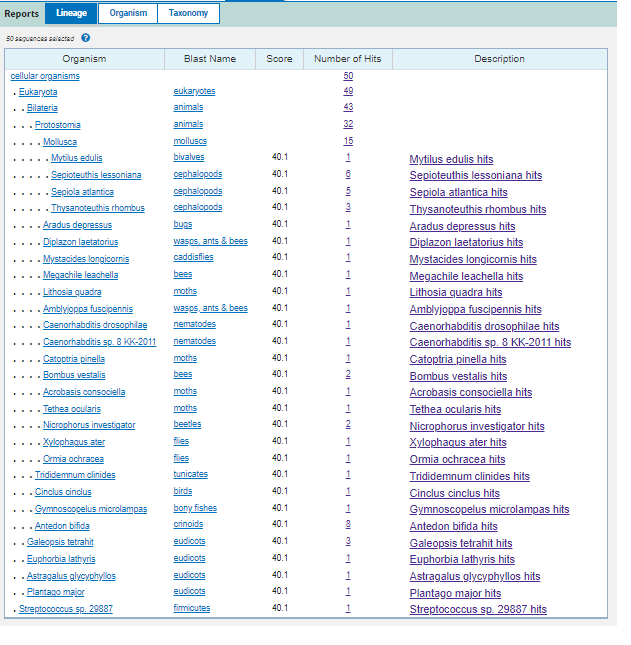 Reports Lineage Organism Taxonomy
50 sequences selected ?
Organism Blast Name Score Number of Hits Description
cellular organisms 50
. Eukaryota eukaryotes 49
. . Bilateria animals 43
. . . Protostomia animals 32
. . . . Mollusca molluscs 15
. . . . . Mytilus edulis bivalves 40.1 1 Mytilus edulis hits
. . . . . Sepioteuthis lessoniana cephalopods 40.1 6 Sepioteuthis lessoniana hits
. . . . . Sepiola atlantica cephalopods 40.1 5 Sepiola atlantica hits
. . . . . Thysanoteuthis rhombus cephalopods 40.1 3 Thysanoteuthis rhombus hits
. . . . Aradus depressus bugs 40.1 1 Aradus depressus hits
. . . . Diplazon laetatorius wasps, ants & bees 40.1 1 Diplazon laetatorius hits
. . . . Mystacides longicornis caddisflies 40.1 1 Mystacides longicornis hits
. . . . Megachile leachella bees 40.1 1 Megachile leachella hits
. . . . Lithosia quadra moths 40.1 1 Lithosia quadra hits
. . . . Amblyjoppa fuscipennis wasps, ants & bees 40.1 1 Amblyjoppa fuscipennis hits
. . . . Caenorhabditis drosophilae nematodes 40.1 1 Caenorhabditis drosophilae hits
. . . . Caenorhabditis sp. 8 KK-2011 nematodes 40.1 1 Caenorhabditis sp. 8 KK-2011 hits
. . . . Catoptria pinella moths 40.1 1 Catoptria pinella hits
. . . . Bombus vestalis bees 40.1 2 Bombus vestalis hits
. . . . Acrobasis consociella moths 40.1 1 Acrobasis consociella hits
. . . . Tethea ocularis moths 40.1 1 Tethea ocularis hits
. . . . Nicrophorus investigator beetles 40.1 2 Nicrophorus investigator hits
. . . . Xylophagus ater flies 40.1 1 Xylophagus ater hits
. . . . Ormia ochracea flies 40.1 1 Ormia ochracea hits
. . . Trididemnum clinides tunicates 40.1 1 Trididemnum clinides hits
. . . Cinclus cinclus birds 40.1 1 Cinclus cinclus hits
. . . Gymnoscopelus microlampas bony fishes 40.1 1 Gymnoscopelus microlampas hits
. . . Antedon bifida crinoids 40.1 8 Antedon bifida hits
. . Galeopsis tetrahit eudicots 40.1 3 Galeopsis tetrahit hits
. . Euphorbia lathyris eudicots 40.1 1 Euphorbia lathyris hits
. . Astragalus glycyphyllos eudicots 40.1 1 Astragalus glycyphyllos hits
. . Plantago major eudicots 40.1 1 Plantago major hits
. Streptococcus sp. 29887 firmicutes 40.1 1 Streptococcus sp. 29887 hits